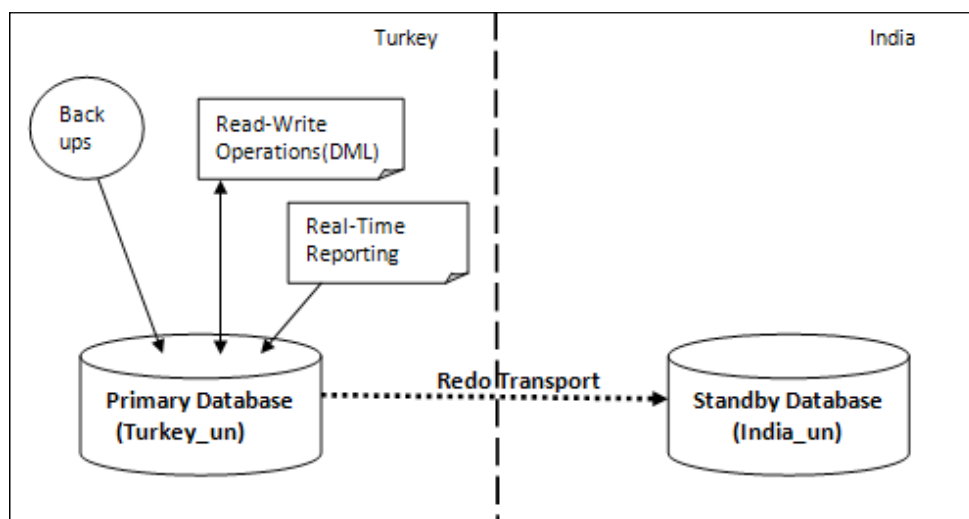 Turkey
India
Back
ups
Read-Write
Operations(DML)
Real-Time
Reporting
Redo Transport
Primary Database
(Turkey_un)
Standby Database
(India_un)